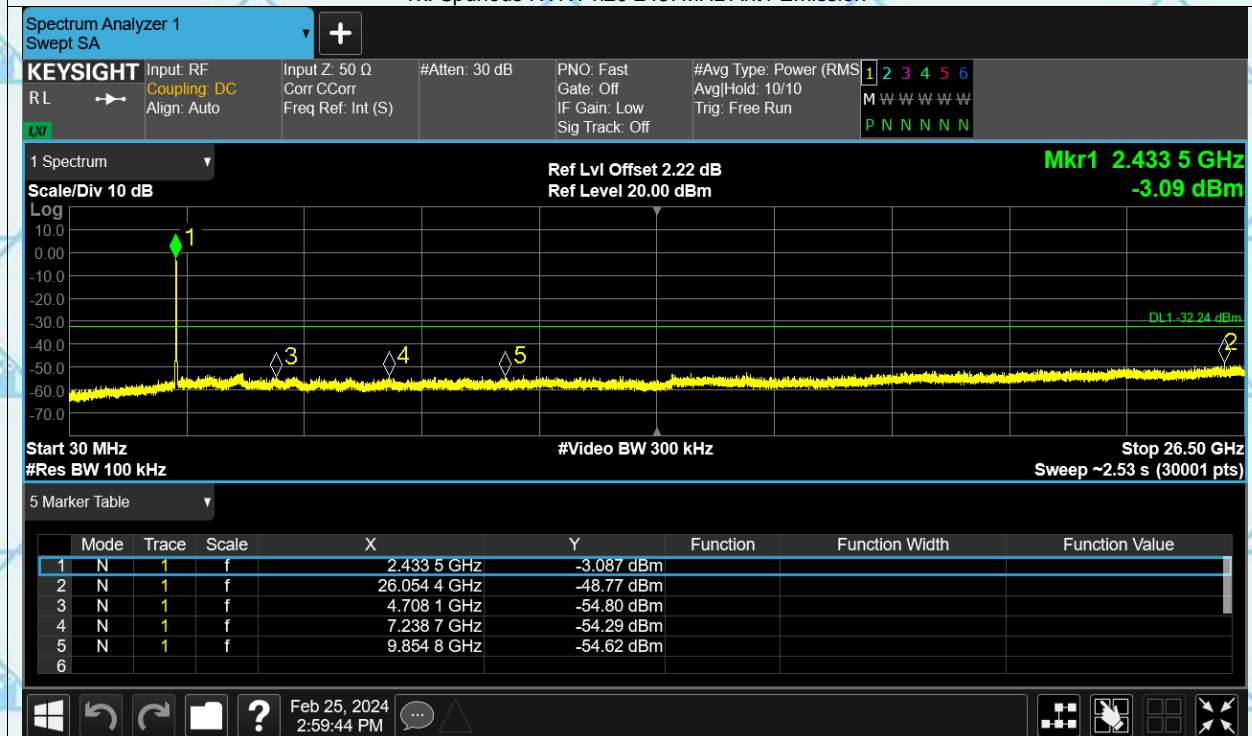 Spectrum Analyzer 1
Swept SA
+
KEYSIGHT
RL
LXI
Input: RF
Coupling: DC
Align: Auto
Input Z: 50 Ω
Corr CCorr
Freq Ref: Int (S)
#Atten: 30 dB
PNO: Fast
Gate: Off
IF Gain: Low
Sig Track: Off
#Avg Type: Power (RMS
Avg|Hold: 10/10
Trig: Free Run
1 2 3 4 5 6
M W W W W W
P N N N N N
1 Spectrum
Scale/Div 10 dB
Ref Lvl Offset 2.22 dB
Ref Level 20.00 dBm
Mkr1 2.433 5 GHz
-3.09 dBm
Log
10.0
0.00
-10.0
-20.0
-30.0
-40.0
-50.0
-60.0
-70.0
1
DL1 -32.24 dBm
3
4
5
2
Start 30 MHz
#Res BW 100 kHz
#Video BW 300 kHz
Stop 26.50 GHz
Sweep ~2.53 s (30001 pts)
5 Marker Table
Mode Trace Scale X Y Function Function Width Function Value
1 N 1 f 2.433 5 GHz -3.087 dBm
2 N 1 f 26.054 4 GHz -48.77 dBm
3 N 1 f 4.708 1 GHz -54.80 dBm
4 N 1 f 7.238 7 GHz -54.29 dBm
5 N 1 f 9.854 8 GHz -54.62 dBm
6
?
Feb 25, 2024
2:59:44 PM